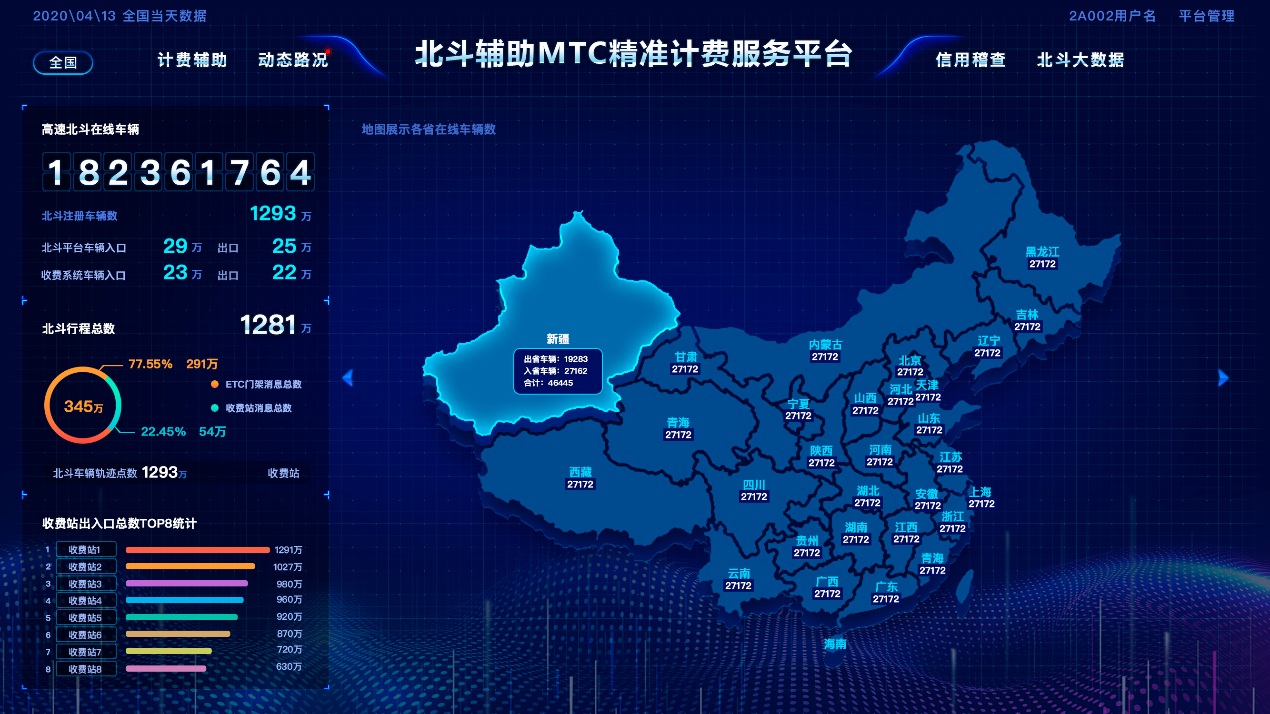 2020\04\13 全国当天数据
2A002用户名 平台管理
全国 计费辅助 动态路况 北斗辅助MTC精准计费服务平台 信用稽查 北斗大数据
高速北斗在线车辆
182361764
北斗注册车辆数 1293 万
北斗平台车辆入口 29 万 出口 25 万
收费系统车辆入口 23 万 出口 22 万
北斗行程总数 1281 万
77.55% 291万
ETC门架消息总数
345万
收费站消息总数
22.45% 54万
北斗车辆轨迹点数 1293万 收费站
收费站出入口总数TOP8统计
1 收费站1 1291万
2 收费站2 1027万
3 收费站3 980万
4 收费站4 960万
5 收费站5 920万
6 收费站6 870万
7 收费站7 720万
8 收费站8 630万
地图展示各省在线车辆数
黑龙江
27172
吉林
27172
辽宁
27172
新疆
出省车辆：19283
入省车辆：27162
合计：46445
甘肃
27172
内蒙古
27172
北京
27172
天津
27172
河北
27172
山西
27172
宁夏
27172
青海
27172
山东
27172
陕西
27172
河南
27172
江苏
27172
西藏
27172
四川
27172
湖北
27172
安徽
27172
上海
27172
浙江
27172
湖南
27172
江西
27172
贵州
27172
青海
27172
云南
27172
广西
27172
广东
27172
海南